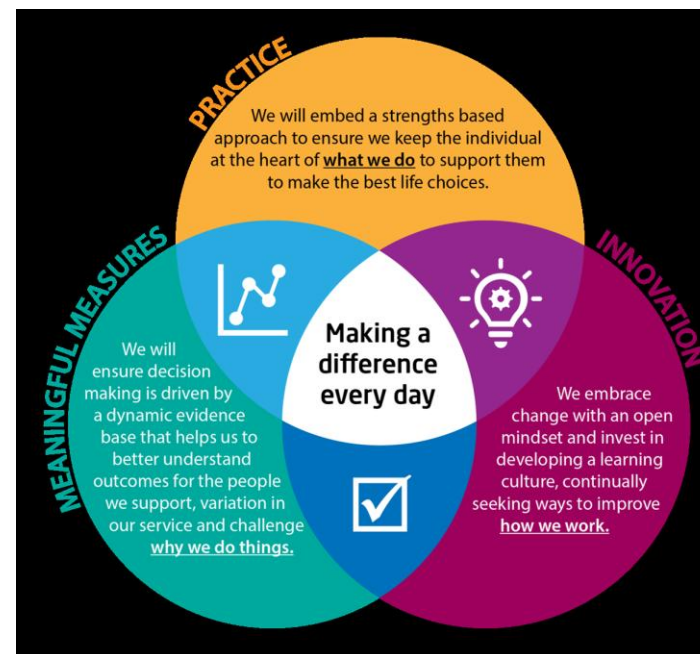 PRACTICE
We will embed a strengths based
approach to ensure we keep the individual
at the heart of what we do to support them
to make the best life choices.
MEANINGFUL MEASURES
We will
ensure decision
making is driven by
a dynamic evidence
base that helps us to
better understand
outcomes for the people
we support, variation in
our service and challenge
why we do things.
Making a
difference
every day
INNOVATION
We embrace
change with an open
mindset and invest in
developing a learning
culture, continually
seeking ways to improve
how we work.